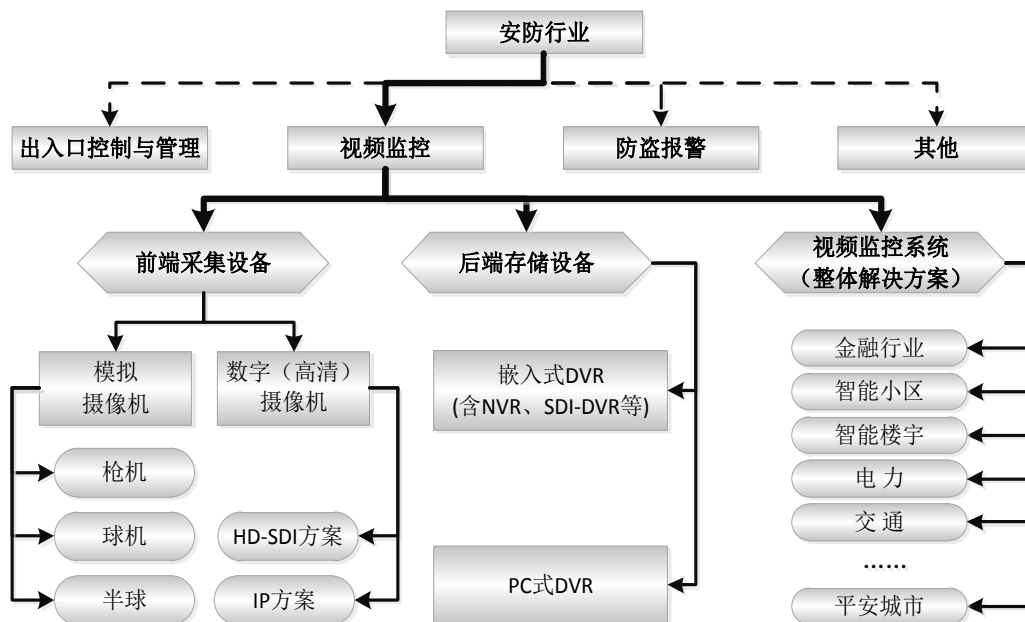 安防行业
出入口控制与管理
视频监控
防盗报警
其他
前端采集设备
后端存储设备
视频监控系统
（整体解决方案）
模拟
摄像机
数字（高清）
摄像机
枪机
球机
半球
HD-SDI方案
IP方案
嵌入式DVR
(含NVR、SDI-DVR等)
PC式DVR
金融行业
智能小区
智能楼宇
电 力
交 通
……
平安城市